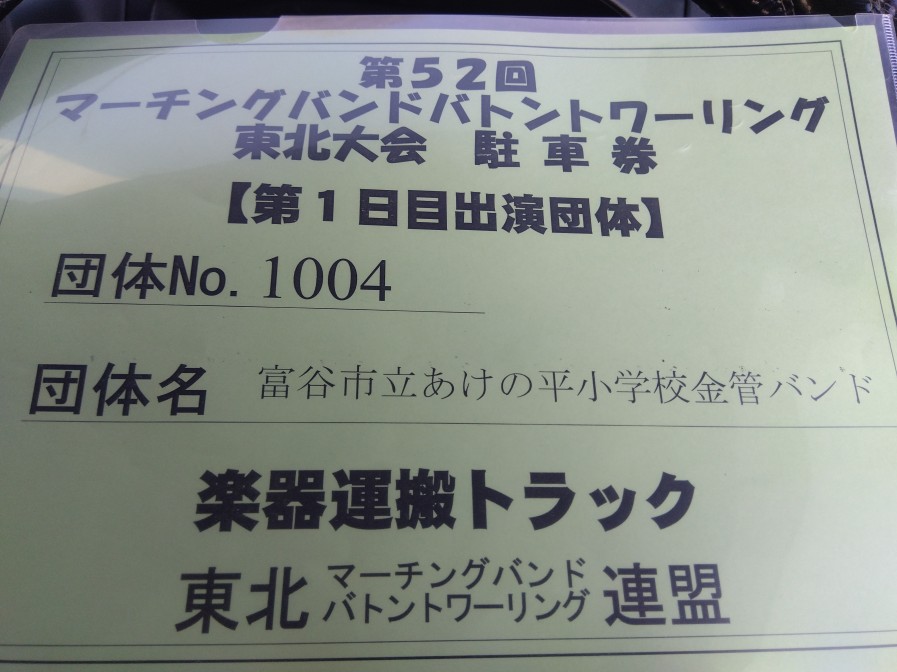 第52回
マーチングバンドバトントワーリング
東北大会 駐車券
【第1日目出演団体】
団体No. 1004
団体名 富谷市立あけの平小学校金管バンド
楽器運搬トラック
東北 マーチングバンド バトントワーリング 連盟